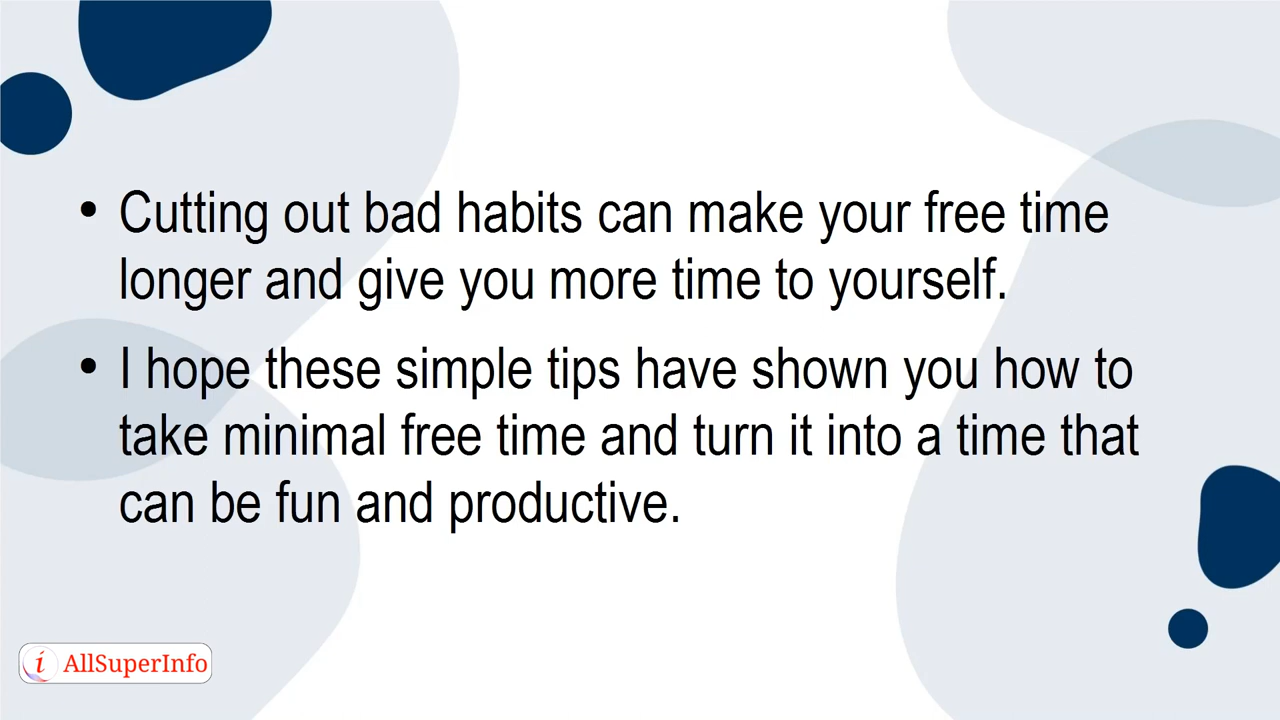 • Cutting out bad habits can make your free time
longer and give you more time to yourself.
• I hope these simple tips have shown you how to
take minimal free time and turn it into a time that
can be fun and productive.
i AllSuperInfo